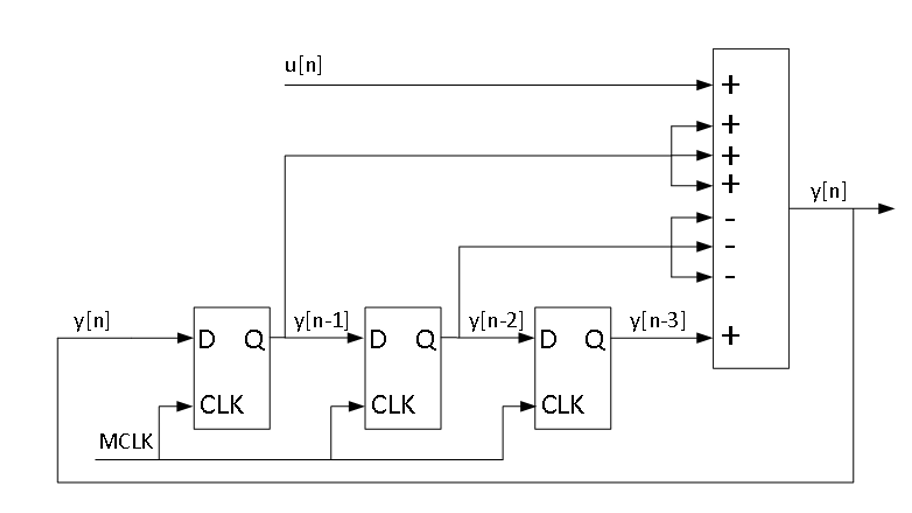 u[n]
+
+
+
+
-
-
-
+
y[n]
y[n]
y[n-1]
y[n-2]
y[n-3]
D Q
D Q
D Q
CLK
CLK
CLK
MCLK